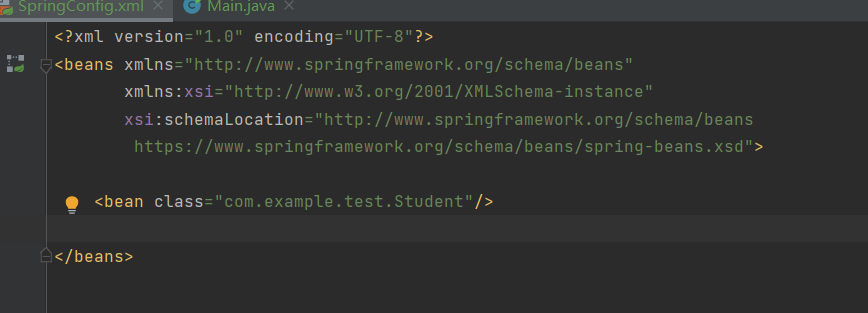 SpringConfig.xml Main.java
<?xml version="1.0" encoding="UTF-8"?>
<beans xmlns="http://www.springframework.org/schema/beans"
xmlns:xsi="http://www.w3.org/2001/XMLSchema-instance"
xsi:schemaLocation="http://www.springframework.org/schema/beans
https://www.springframework.org/schema/beans/spring-beans.xsd">
<bean class="com.example.test.Student"/>
</beans>